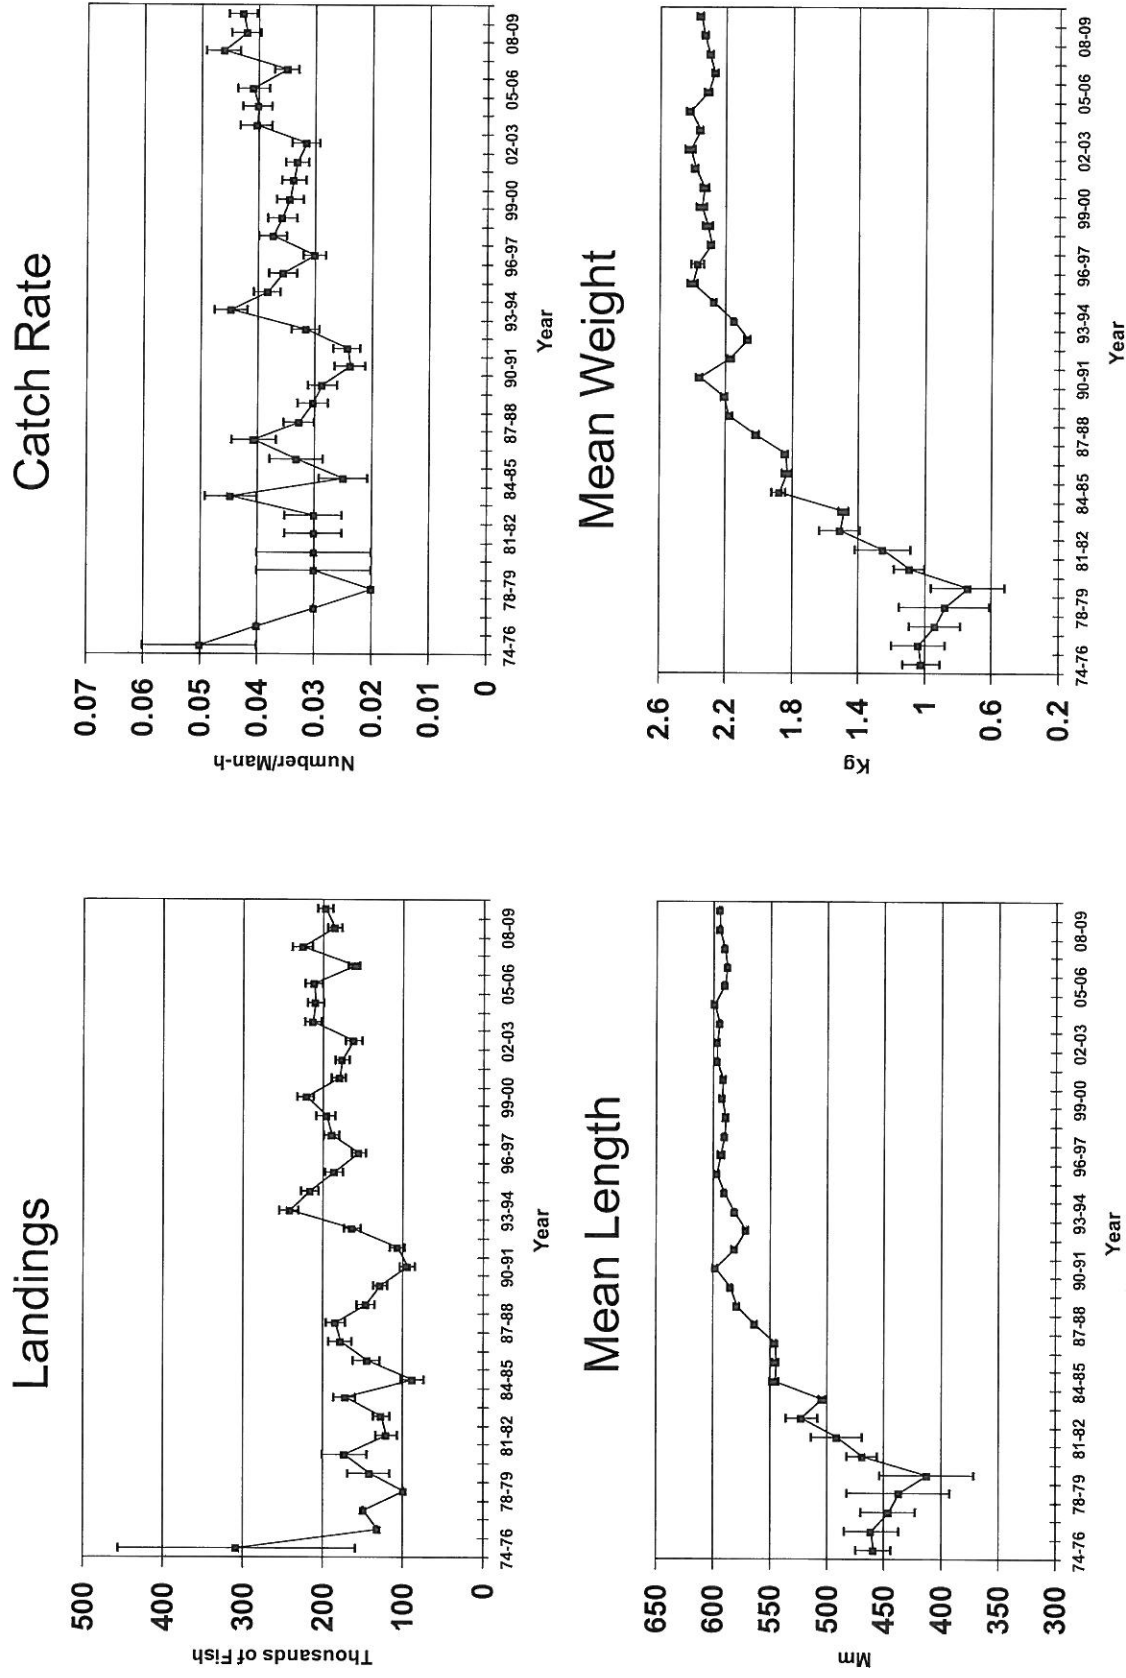 Landings
Thousands of Fish
500
400
300
200
100
0
74-76 78-79 81-82 84-85 87-88 90-91 93-94 96-97 99-00 02-03 05-06 08-09
Year
Catch Rate
Number/Man-h
0.07
0.06
0.05
0.04
0.03
0.02
0.01
0
74-76 78-79 81-82 84-85 87-88 90-91 93-94 96-97 99-00 02-03 05-06 08-09
Year
Mean Length
Mm
650
600
550
500
450
400
350
300
74-76 78-79 81-82 84-85 87-88 90-91 93-94 96-97 99-00 02-03 05-06 08-09
Year
Mean Weight
Kg
2.6
2.2
1.8
1.4
1
0.6
0.2
74-76 78-79 81-82 84-85 87-88 90-91 93-94 96-97 99-00 02-03 05-06 08-09
Year